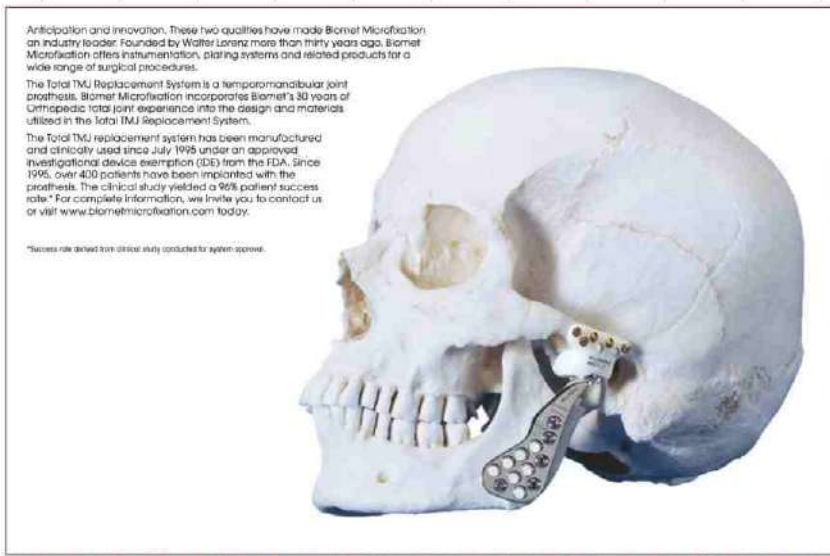 Anticipation and innovation. These two qualities have made Biomet Microfixation
an industry leader. Founded by Walter Lorenz more than thirty years ago, Biomet
Microfixation offers instrumentation, plating systems and related products for a
wide range of surgical procedures.
The Total TMJ Replacement System is a temporomandibular joint
prosthesis. Biomet Microfixation incorporates Biomet's 30 years of
Orthopedic total joint experience into the design and materials
utilized in the Total TMJ Replacement System.
The Total TMJ replacement system has been manufactured
and clinically used since July 1995 under an approved
investigational device exemption (IDE) from the FDA. Since
1995, over 400 patients have been implanted with the
prosthesis. The clinical study yielded a 96% patient success
rate.* For complete information, we invite you to contact us
or visit www.biometmicrofixation.com today.
*Success rate derived from clinical study conducted for system approval.